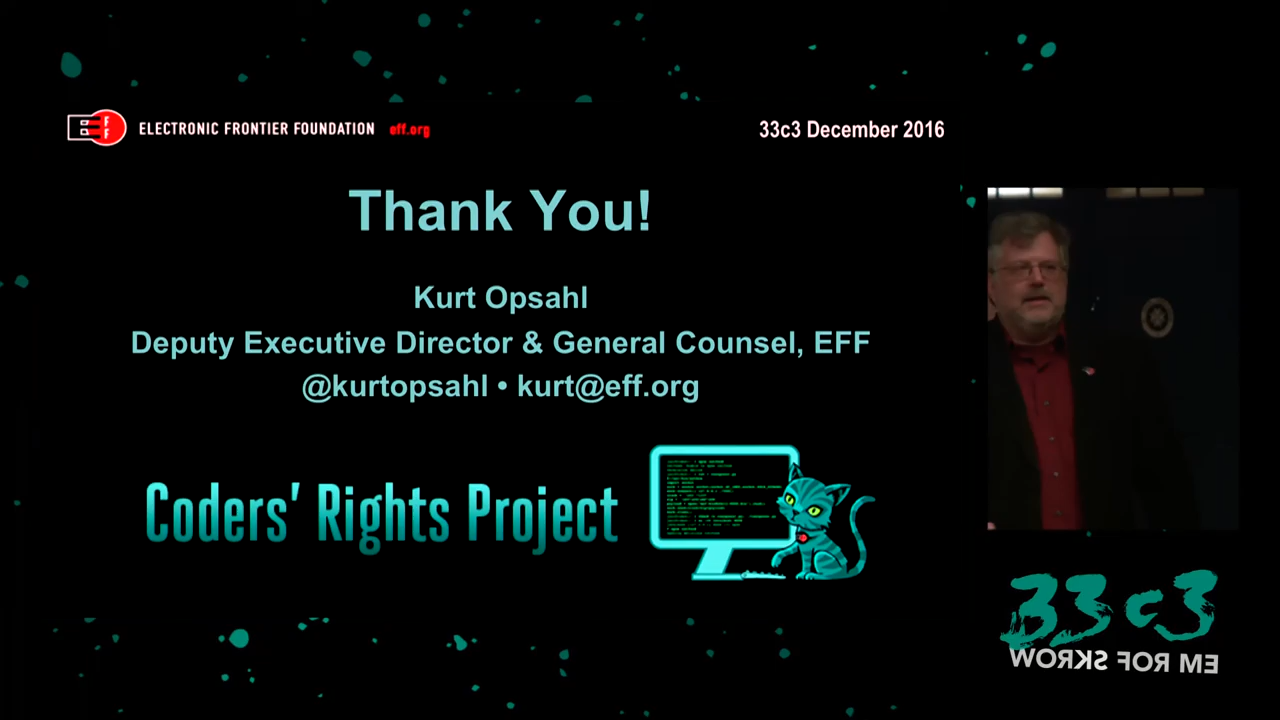 EFF
ELECTRONIC FRONTIER FOUNDATION eff.org
33c3 December 2016
Thank You!
Kurt Opsahl
Deputy Executive Director & General Counsel, EFF
@kurtopsahl • kurt@eff.org
Coders’ Rights Project
33c3
WORKS FOR ME